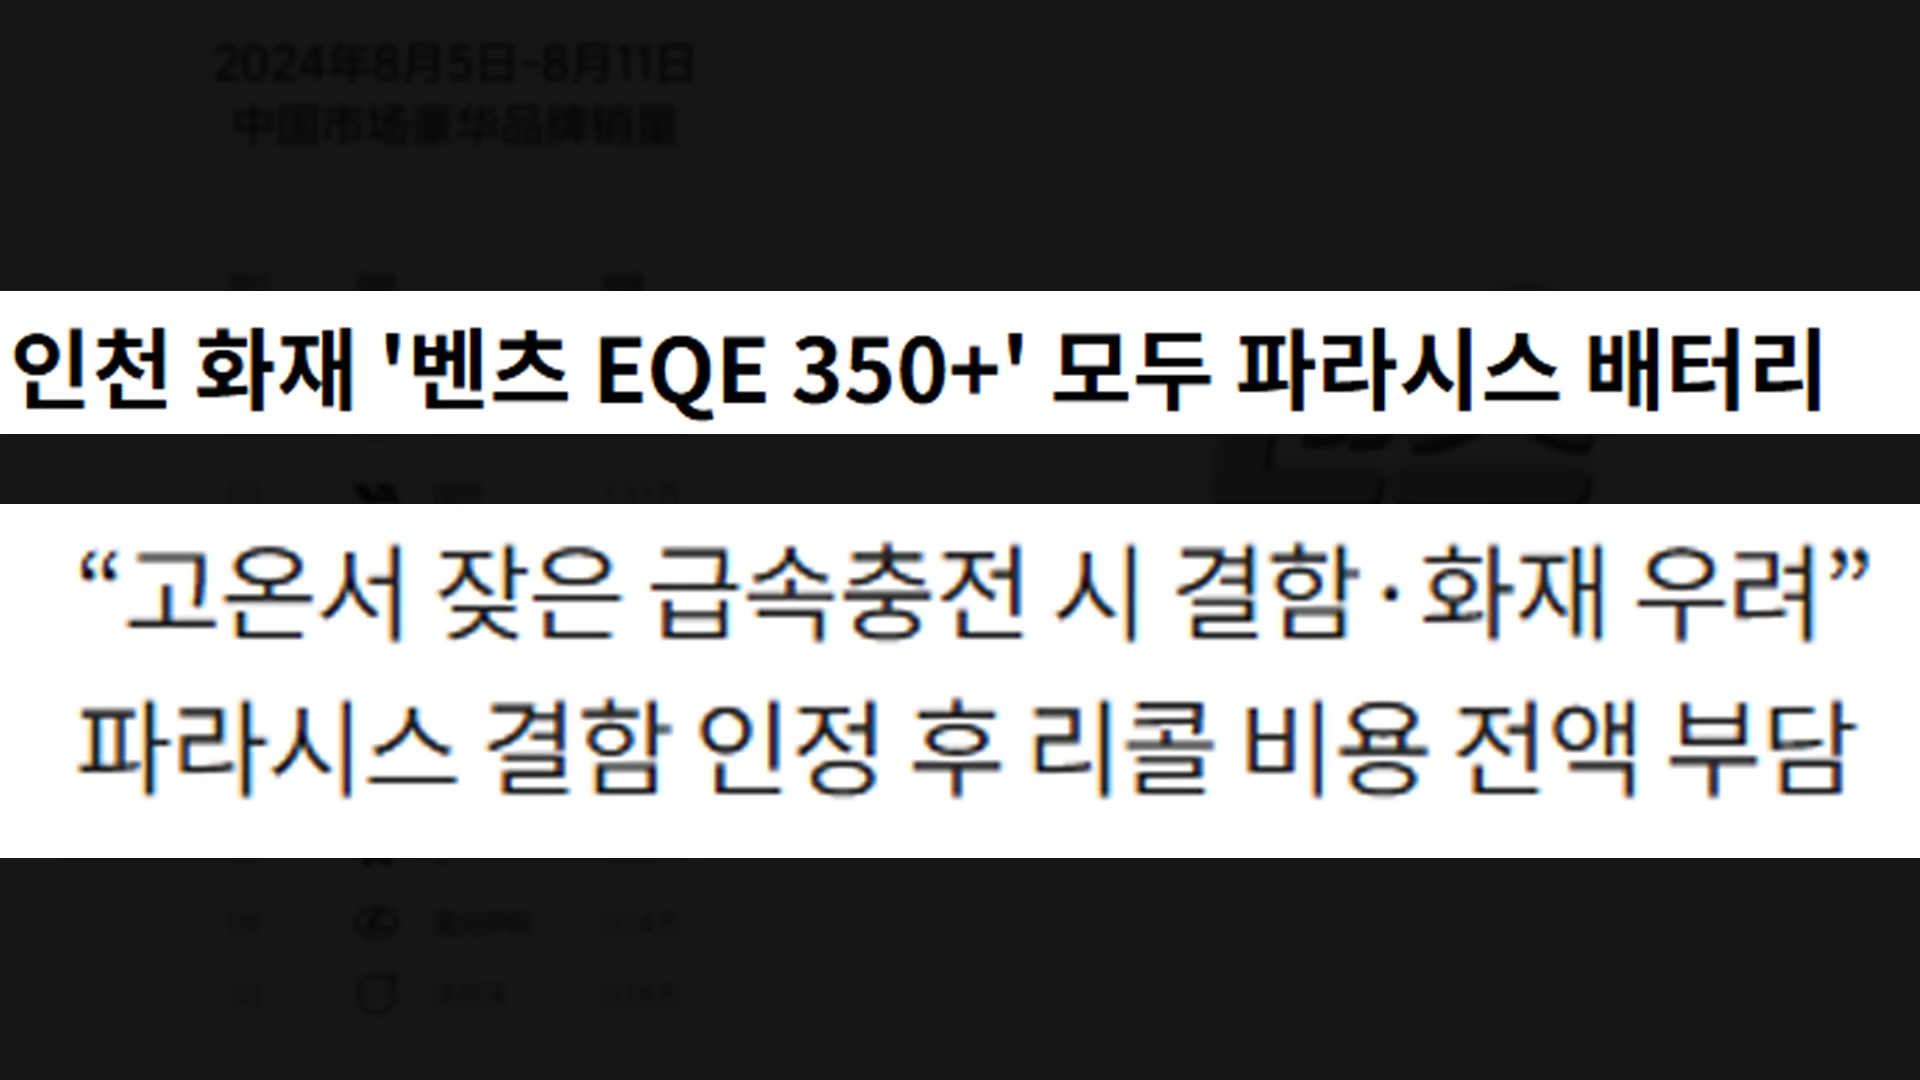 2024年8月5日-8月11日
中国市场豪华品牌销量
인천 화재 '벤츠 EQE 350+' 모두 파라시스 배터리
“고온서 잦은 급속충전 시 결함·화재 우려”
파라시스 결함 인정 후 리콜 비용 전액 부담